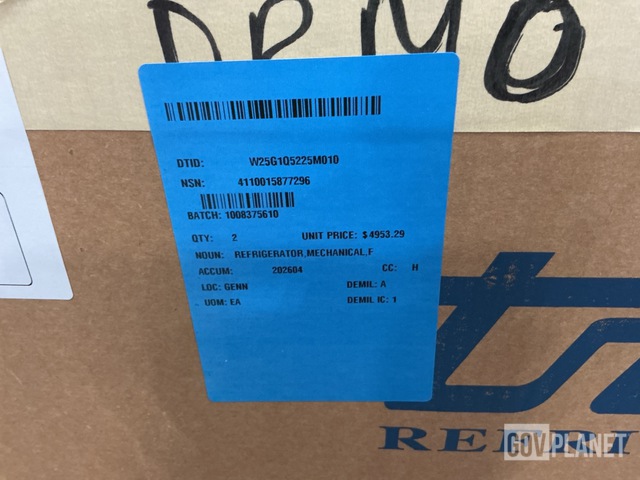 DRMO
DTID: W25G1Q5225M010
NSN: 4110015877296
BATCH: 1008375610
QTY: 2 UNIT PRICE: $4953.29
NOUN: REFRIGERATOR,MECHANICAL,F
ACCUM: 202604 CC: H
LOC: GENN DEMIL: A
UOM: EA DEMIL IC: 1
REFRI
GOVPLANET